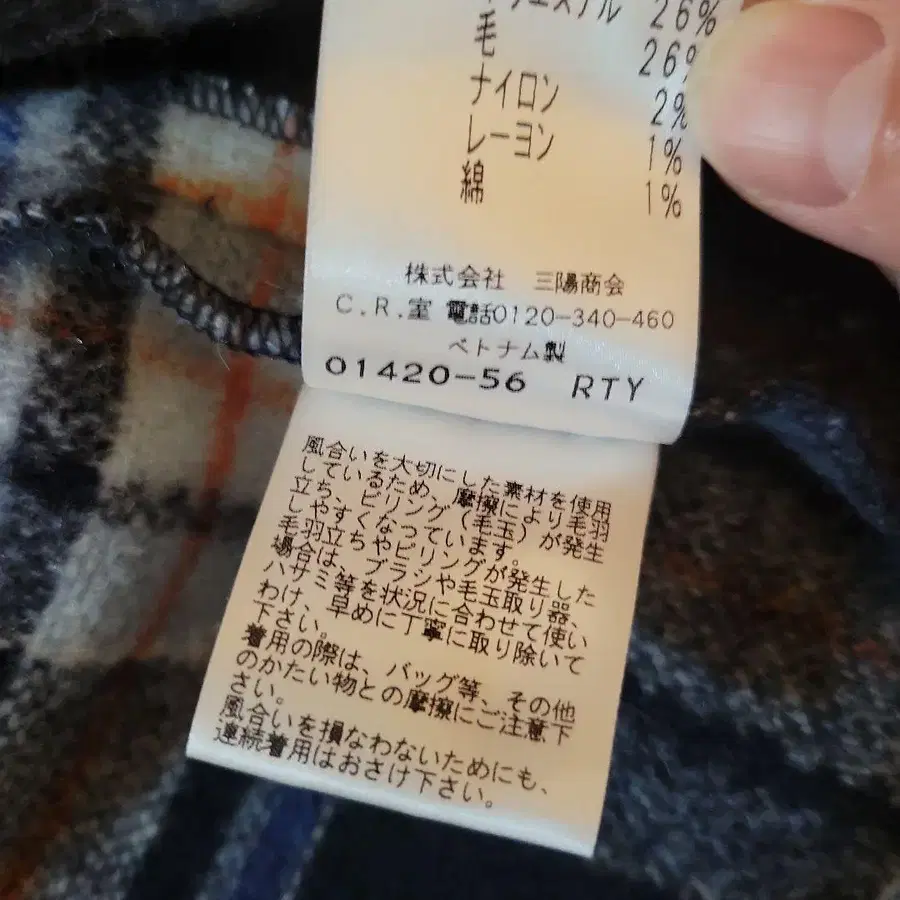 26%
毛 26%
ナイロン 2%
レーヨン 1%
綿 1%
株式会社 三陽商会
C.R.室 電話0120-340-460
ベトナム製
01420-56 RTY
風合いを大切にした素材を使用
しているため、摩擦により毛羽
立ち、ピリング（毛玉）が発生
しやすくなっています。
毛羽立ちやピリングが発生した
場合は、ブラシや毛玉取り器、
ハサミ等を状況に合わせて使い
わけ、早めに丁寧に取り除いて
下さい。
着用の際は、バッグ等、その他
のかたい物との摩擦にご注意下
さい。
風合いを損なわないためにも、
連続着用はおさけ下さい。